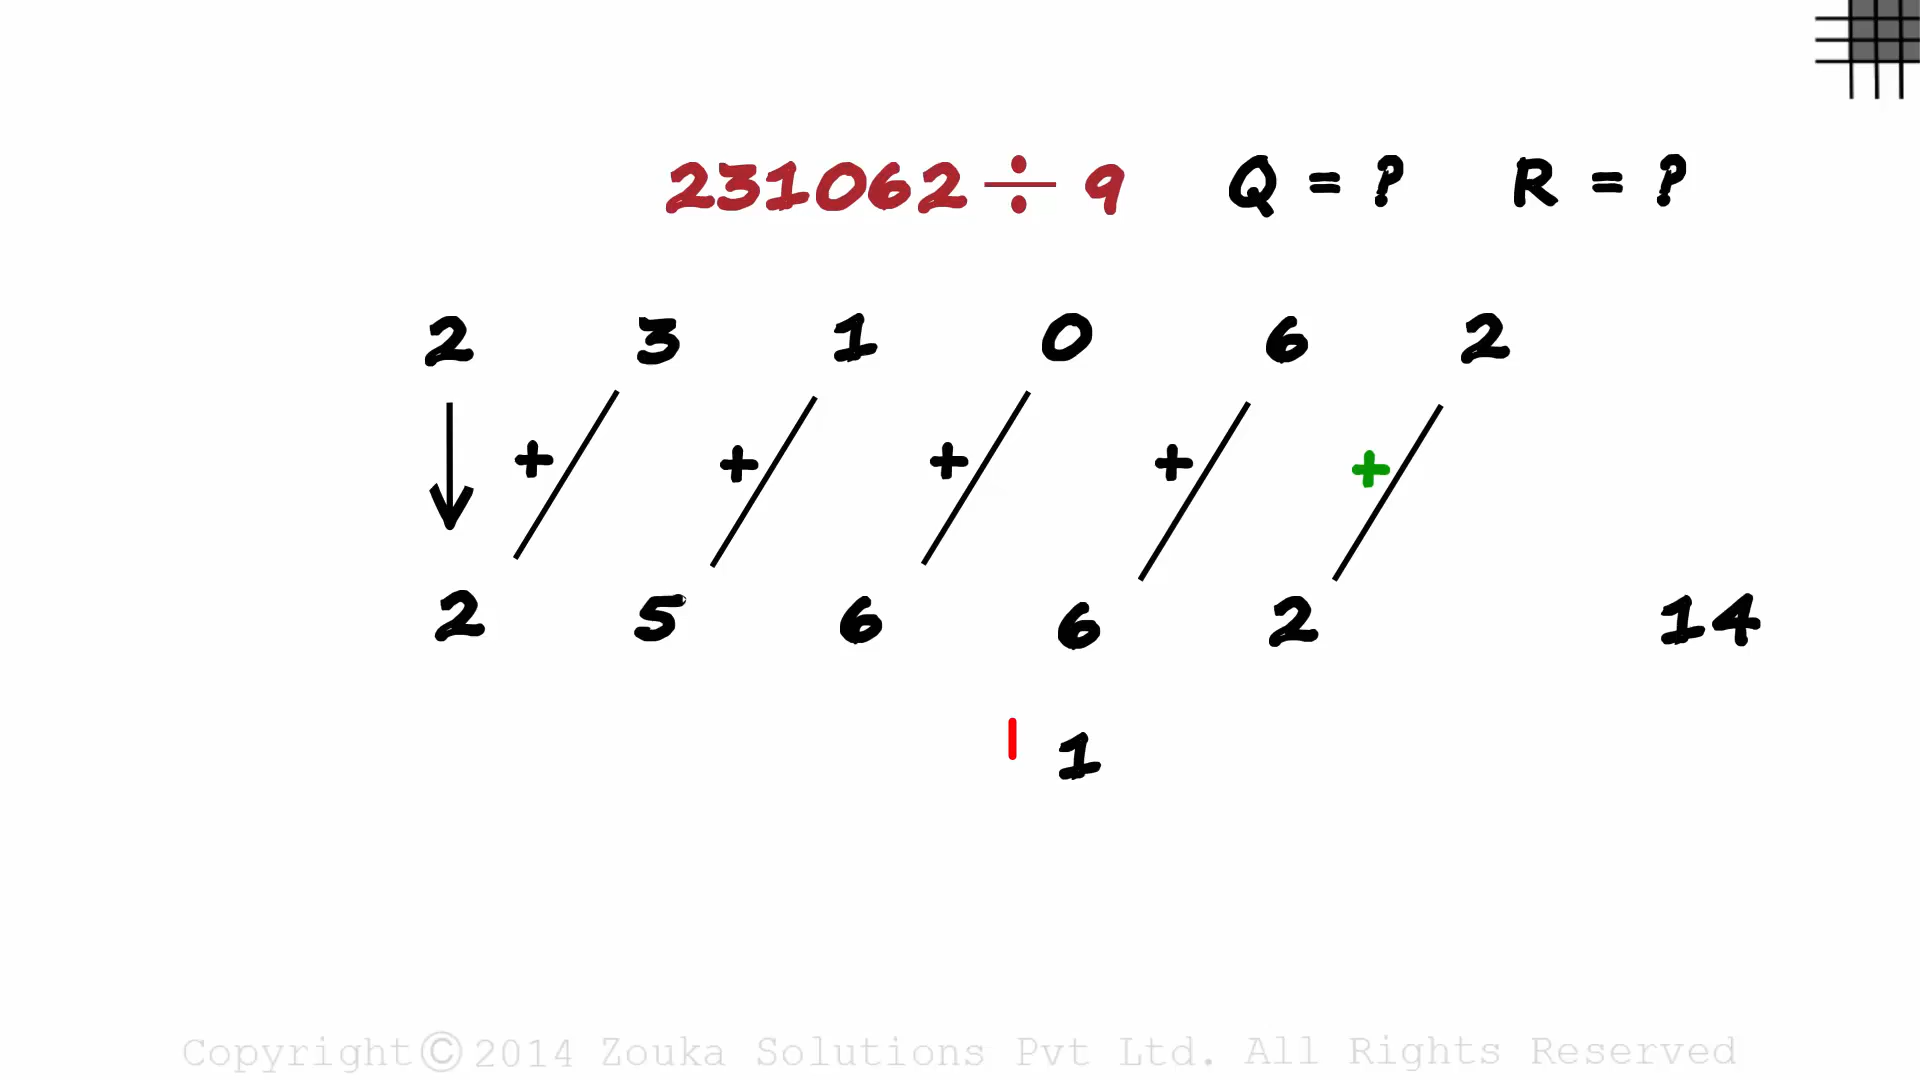 231062 ÷ 9 Q = ? R = ?
2 3 1 0 6 2
+ + + + +
2 5 6 6 2 14
1
Copyright©2014 Zouka Solutions Pvt Ltd. All Rights Reserved